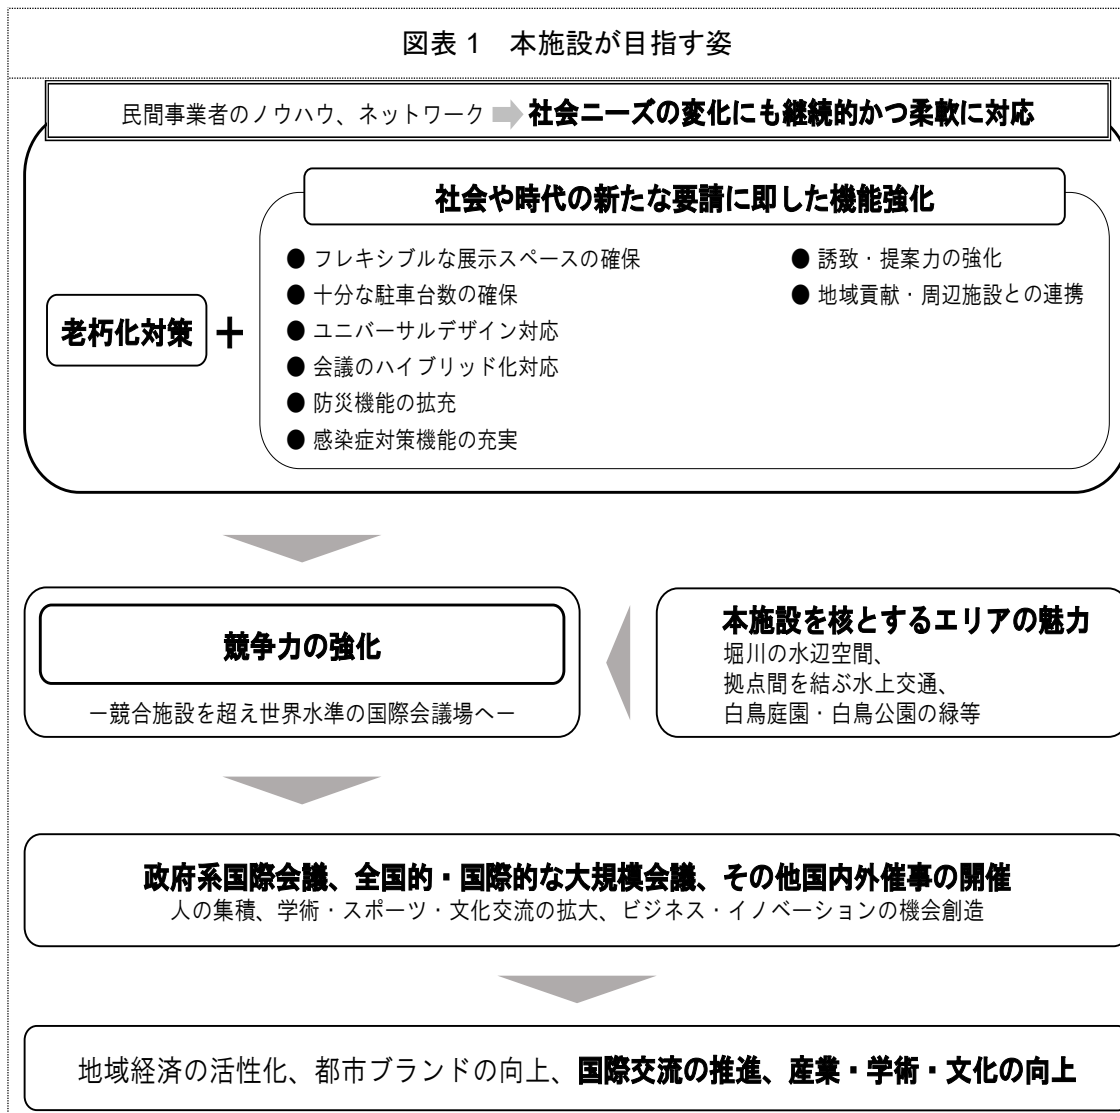 図表 1　本施設が目指す姿
民間事業者のノウハウ、ネットワーク 社会ニーズの変化にも継続的かつ柔軟に対応
社会や時代の新たな要請に即した機能強化
老朽化対策
＋
● フレキシブルな展示スペースの確保
● 十分な駐車台数の確保
● ユニバーサルデザイン対応
● 会議のハイブリッド化対応
● 防災機能の拡充
● 感染症対策機能の充実
● 誘致・提案力の強化
● 地域貢献・周辺施設との連携
競争力の強化
－競合施設を超え世界水準の国際会議場へ－
本施設を核とするエリアの魅力
堀川の水辺空間、
拠点間を結ぶ水上交通、
白鳥庭園・白鳥公園の緑等
政府系国際会議、全国的・国際的な大規模会議、その他国内外催事の開催
人の集積、学術・スポーツ・文化交流の拡大、ビジネス・イノベーションの機会創造
地域経済の活性化、都市ブランドの向上、国際交流の推進、産業・学術・文化の向上